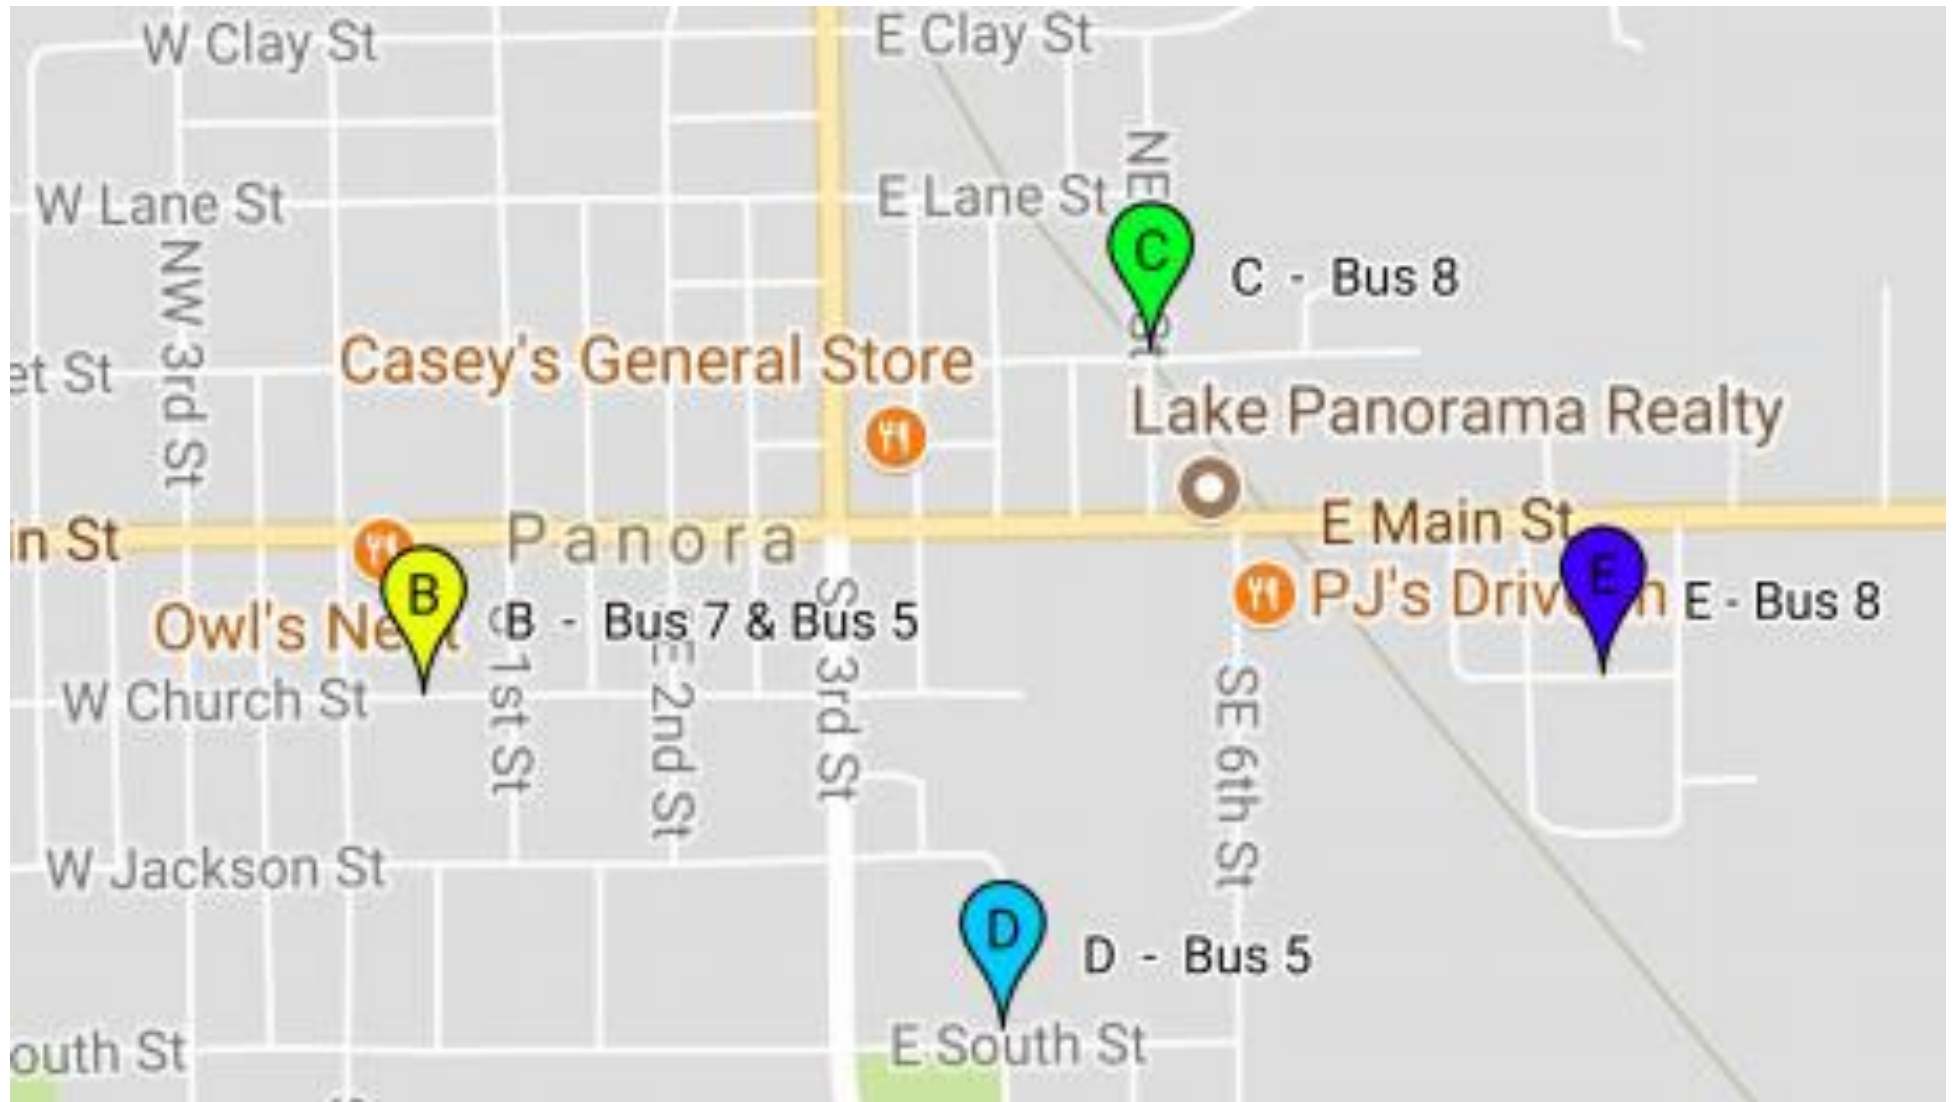 W Clay St
E Clay St
W Lane St
E Lane St
NE
St
C
C - Bus 8
NW 3rd St
Casey's General Store
et St
Lake Panorama Realty
in St
Panora
E Main St
B
Owl's
B - Bus 7 & Bus 5
PJ's
E
E - Bus 8
W Church St
1st St
E 2nd St
S 3rd St
SE 6th St
W Jackson St
D
D - Bus 5
outh St
E South St